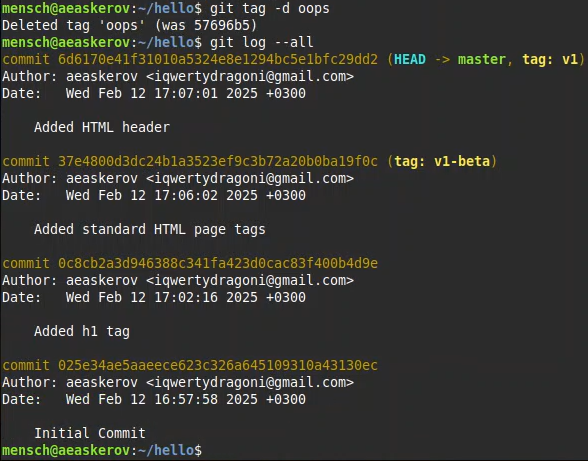 mensch@aeaskerov:~/hello$ git tag -d oops
Deleted tag 'oops' (was 57696b5)
mensch@aeaskerov:~/hello$ git log --all
commit 6d6170e41f31010a5324e8e1294bc5e1bfc29dd2 (HEAD -> master, tag: v1)
Author: aeaskerov <iqwertydragoni@gmail.com>
Date:   Wed Feb 12 17:07:01 2025 +0300
    Added HTML header
commit 37e4800d3dc24b1a3523ef9c3b72a20b0ba19f0c (tag: v1-beta)
Author: aeaskerov <iqwertydragoni@gmail.com>
Date:   Wed Feb 12 17:06:02 2025 +0300
    Added standard HTML page tags
commit 0c8cb2a3d946388c341fa423d0cac83f400b4d9e
Author: aeaskerov <iqwertydragoni@gmail.com>
Date:   Wed Feb 12 17:02:16 2025 +0300
    Added h1 tag
commit 025e34ae5aaeece623c326a645109310a43130ec
Author: aeaskerov <iqwertydragoni@gmail.com>
Date:   Wed Feb 12 16:57:58 2025 +0300
    Initial Commit
mensch@aeaskerov:~/hello$